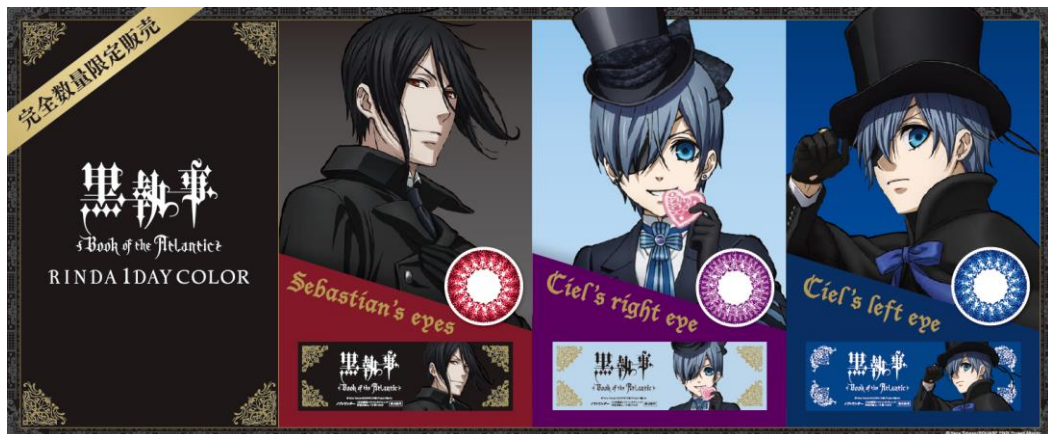 完全数量限定販売
黒執事
Book of the Atlantic
RINDA 1DAY COLOR
Sebastian's eyes
黒執事
Book of the Atlantic
Ciel's right eye
黒執事
Book of the Atlantic
Ciel's left eye
黒執事
Book of the Atlantic